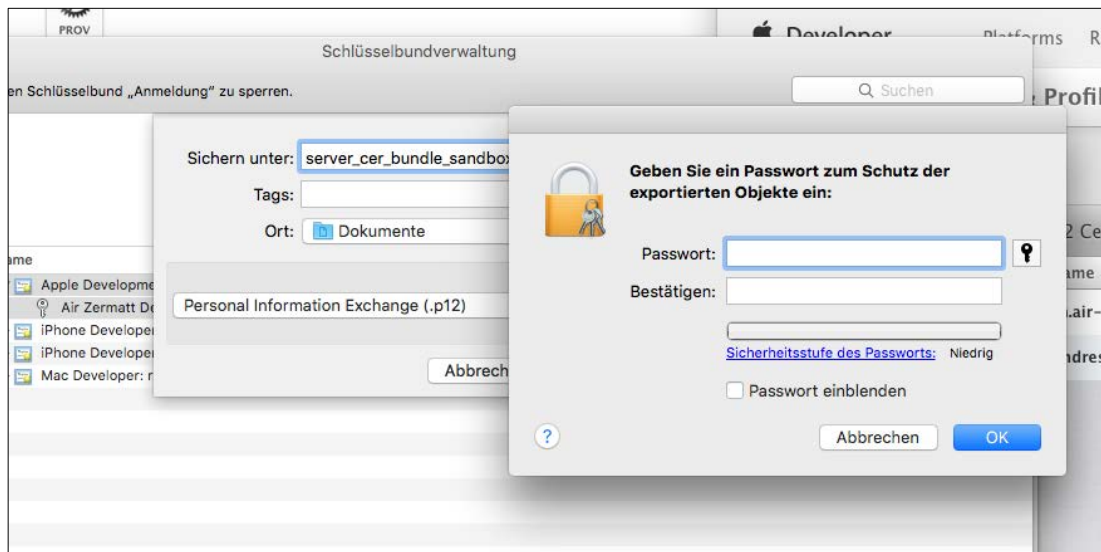 PROV
Developer
Platforms
Schlüsselbundverwaltung
en Schlüsselbund „Anmeldung“ zu sperren.
Suchen
Profil
Sichern unter: server_cer_bundle_sandbox
Tags:
Ort: Dokumente
Personal Information Exchange (.p12)
Abbrech
ame
Apple Developme
Air Zermatt De
iPhone Developer
iPhone Developer
Mac Developer: r
Geben Sie ein Passwort zum Schutz der
exportierten Objekte ein:
Passwort:
Bestätigen:
Sicherheitsstufe des Passworts: Niedrig
Passwort einblenden
?
Abbrechen
OK
2 Ce
ame
.air-
ndres